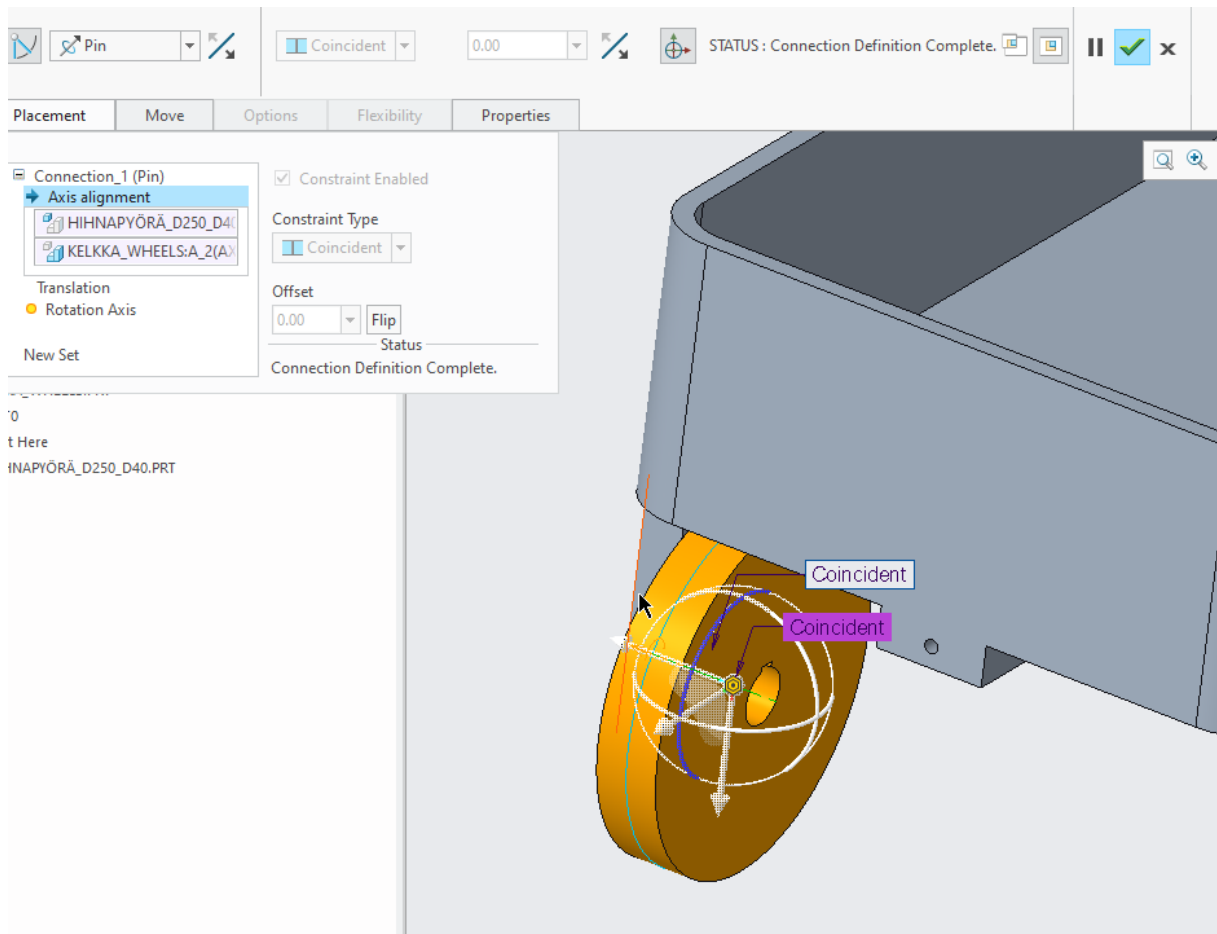 Pin
Coincident
0.00
STATUS : Connection Definition Complete.
Placement
Move
Options
Flexibility
Properties
Connection_1 (Pin)
Axis alignment
HIHNAPYÖRÄ_D250_D40
KELKKA_WHEELS:A_2(AX
Translation
Rotation Axis
New Set
Constraint Enabled
Constraint Type
Coincident
Offset
0.00
Flip
Status
Connection Definition Complete.
t Here
HNAPYÖRÄ_D250_D40.PRT
Coincident
Coincident